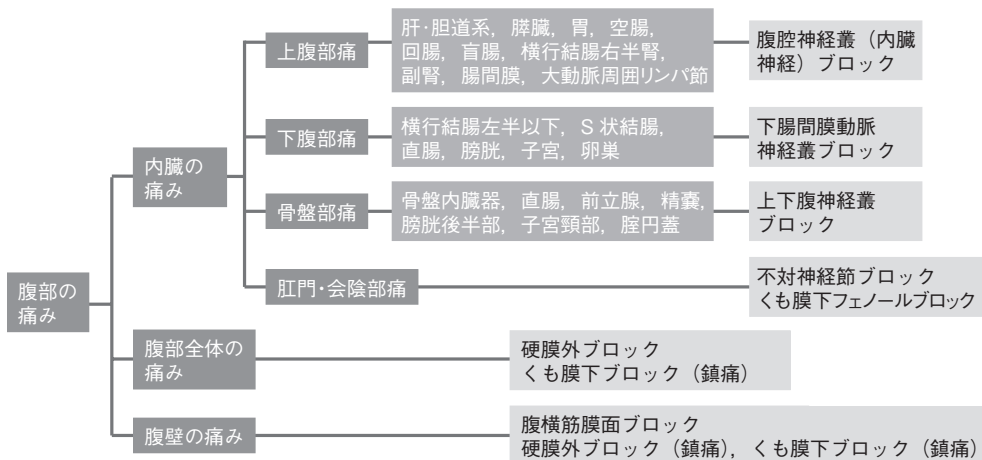 腹部の
痛み
内臓の
痛み
上腹部痛
肝・胆道系，膵臓，胃，空腸，
回腸，盲腸，横行結腸右半腎，
副腎，腸間膜，大動脈周囲リンパ節
腹腔神経叢（内臓
神経）ブロック
下腹部痛
横行結腸左半以下，S 状結腸，
直腸，膀胱，子宮，卵巣
下腸間膜動脈
神経叢ブロック
骨盤部痛
骨盤内臓器，直腸，前立腺，精嚢，
膀胱後半部，子宮頸部，腟円蓋
上下腹神経叢
ブロック
肛門・会陰部痛
不対神経節ブロック
くも膜下フェノールブロック
腹部全体の
痛み
硬膜外ブロック
くも膜下ブロック（鎮痛）
腹壁の痛み
腹横筋膜面ブロック
硬膜外ブロック（鎮痛），くも膜下ブロック（鎮痛）